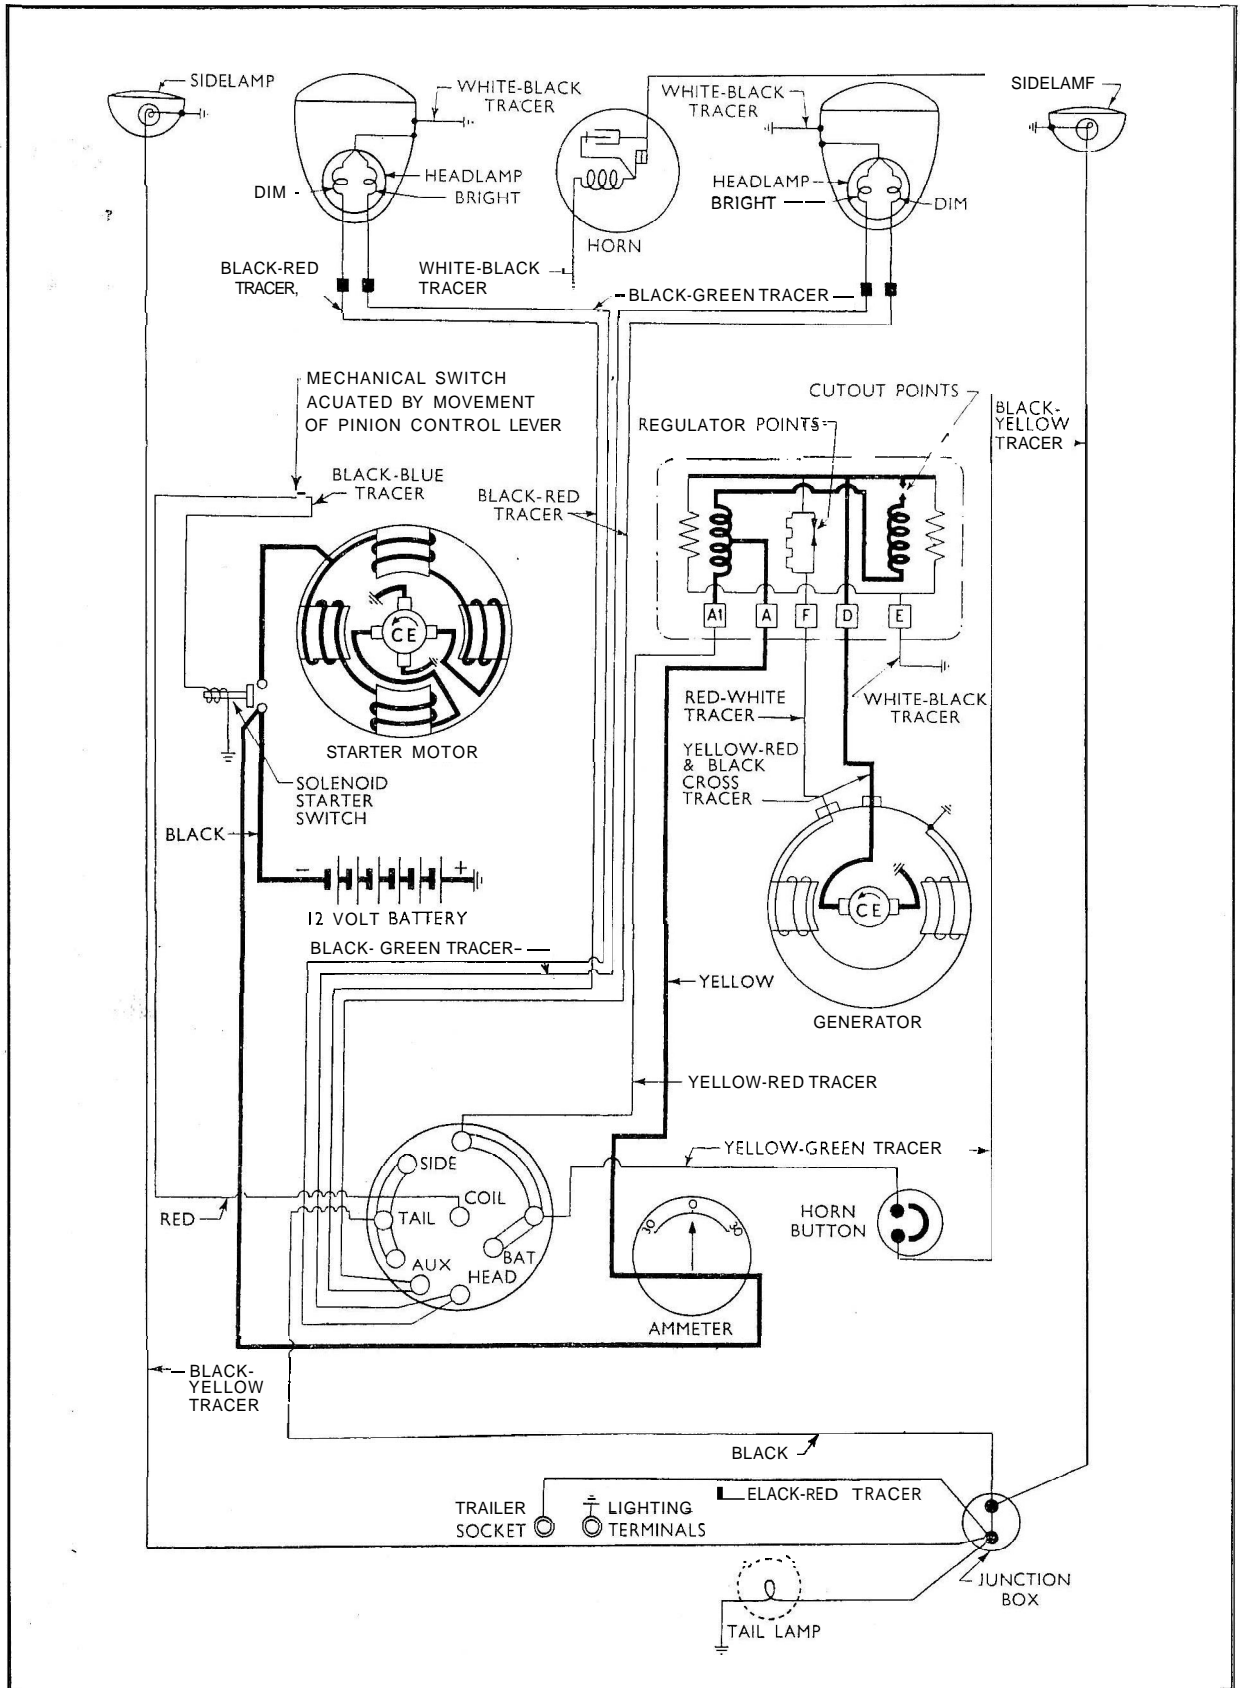 SIDELAMP
WHITE-BLACK
TRACER
WHITE-BLACK
TRACER
SIDELAMF
HEADLAMP
DIM -
BRIGHT
HEADLAMP
BRIGHT
DIM
?
HORN
BLACK-RED
TRACER,
WHITE-BLACK
TRACER
BLACK-GREEN TRACER
MECHANICAL SWITCH
ACUATED BY MOVEMENT
OF PINION CONTROL LEVER
CUTOUT POINTS
REGULATOR POINTS
BLACK-
YELLOW
TRACER
BLACK-BLUE
TRACER
BLACK-RED
TRACER
A1
A
F
D
E
CE
STARTER MOTOR
RED-WHITE
TRACER
WHITE-BLACK
TRACER
YELLOW-RED
& BLACK
CROSS
TRACER
SOLENOID
STARTER
SWITCH
BLACK
-
+
12 VOLT BATTERY
CE
BLACK- GREEN TRACER-
YELLOW
GENERATOR
YELLOW-RED TRACER
YELLOW-GREEN TRACER
SIDE
COIL
TAIL
RED
AUX
BAT
HEAD
30
0
30
HORN
BUTTON
AMMETER
BLACK-
YELLOW
TRACER
BLACK
ELACK-RED TRACER
TRAILER
SOCKET
LIGHTING
TERMINALS
JUNCTION
BOX
TAIL LAMP